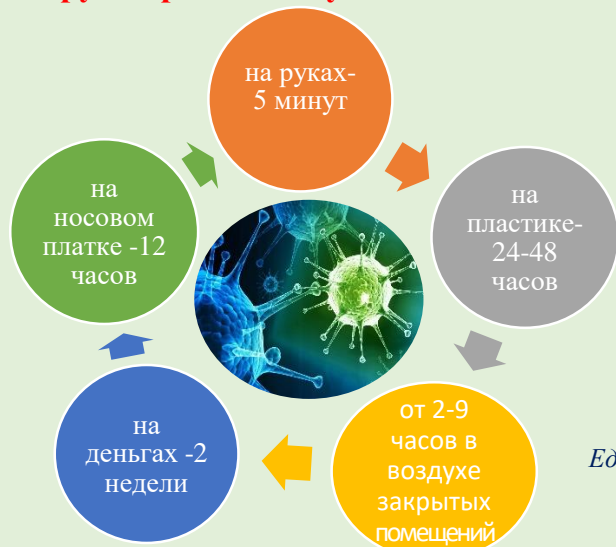 на руках-
5 минут
на
пластике-
24-48
часов
от 2-9
часов в
воздухе
закрытых
помещений
на
деньгах -2
недели
на
носовом
платке -12
часов